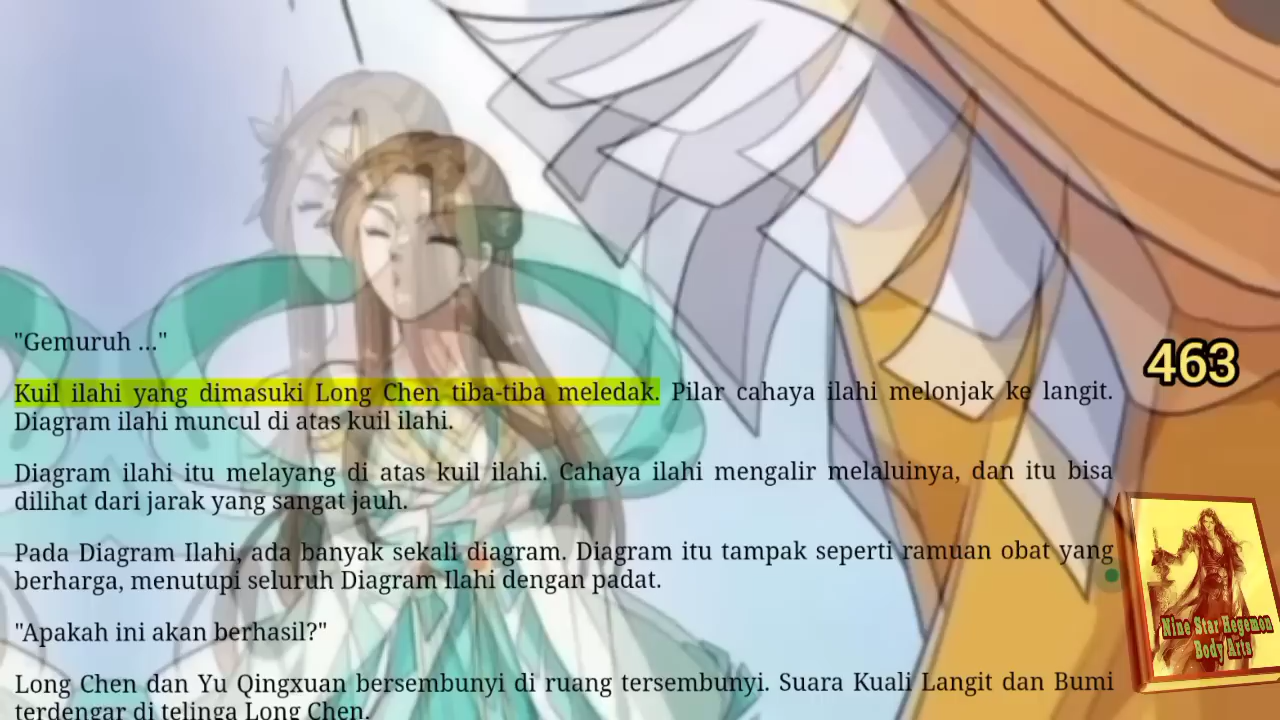 "Gemuruh ..."
Kuil ilahi yang dimasuki Long Chen tiba-tiba meledak. Pilar cahaya ilahi melonjak ke langit.
Diagram ilahi muncul di atas kuil ilahi.
Diagram ilahi itu melayang di atas kuil ilahi. Cahaya ilahi mengalir melaluinya, dan itu bisa
dilihat dari jarak yang sangat jauh.
Pada Diagram Ilahi, ada banyak sekali diagram. Diagram itu tampak seperti ramuan obat yang
berharga, menutupi seluruh Diagram Ilahi dengan padat.
"Apakah ini akan berhasil?"
Long Chen dan Yu Qingxuan bersembunyi di ruang tersembunyi. Suara Kuali Langit dan Bumi
terdengar di telinga Long Chen.
463
Nine Star Hegemon
Body Arts